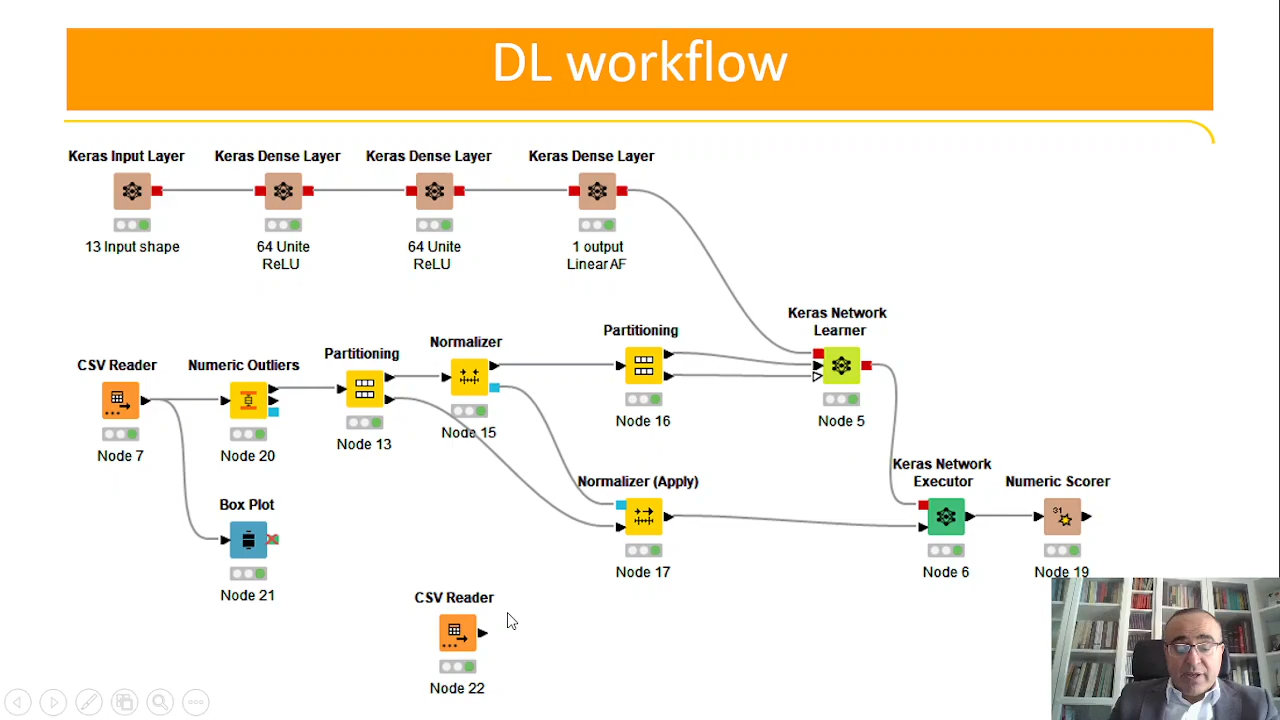 DL workflow
Keras Input Layer
Keras Dense Layer
Keras Dense Layer
Keras Dense Layer
13 Input shape
64 Unite
ReLU
64 Unite
ReLU
1 output
Linear AF
Keras Network
Learner
Node 5
CSV Reader
Node 7
Numeric Outliers
Node 20
Partitioning
Node 13
Normalizer
Node 15
Partitioning
Node 16
Box Plot
Node 21
Normalizer (Apply)
Node 17
Keras Network
Executor
Node 6
Numeric Scorer
31
Node 19
CSV Reader
Node 22